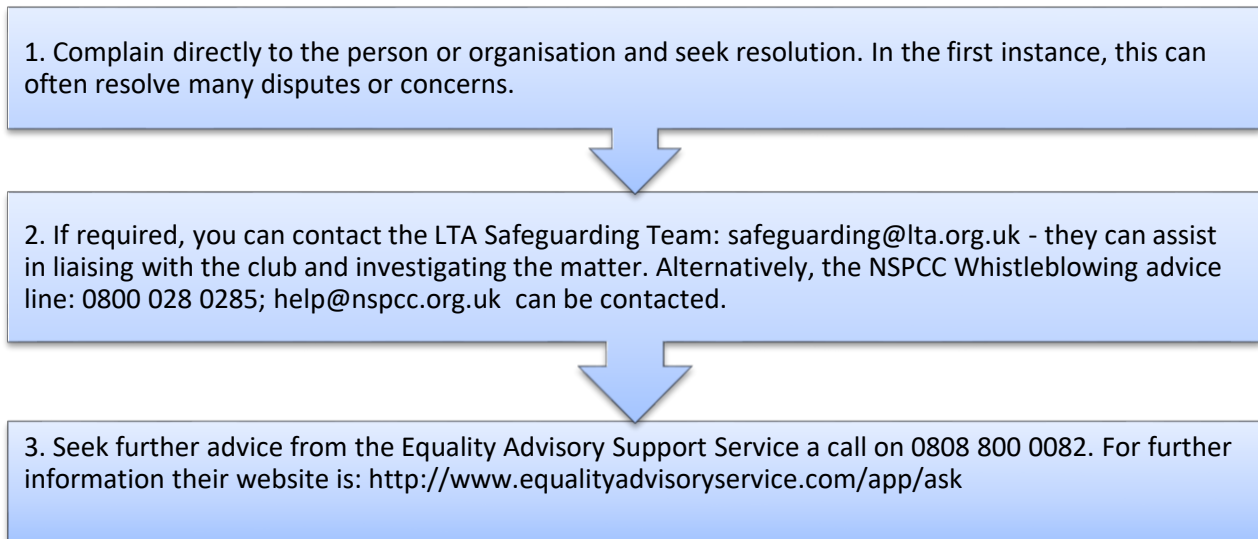 1. Complain directly to the person or organisation and seek resolution. In the first instance, this can
often resolve many disputes or concerns.
2. If required, you can contact the LTA Safeguarding Team: safeguarding@lta.org.uk - they can assist
in liaising with the club and investigating the matter. Alternatively, the NSPCC Whistleblowing advice
line: 0800 028 0285; help@nspcc.org.uk  can be contacted.
3. Seek further advice from the Equality Advisory Support Service a call on 0808 800 0082. For further
information their website is: http://www.equalityadvisoryservice.com/app/ask